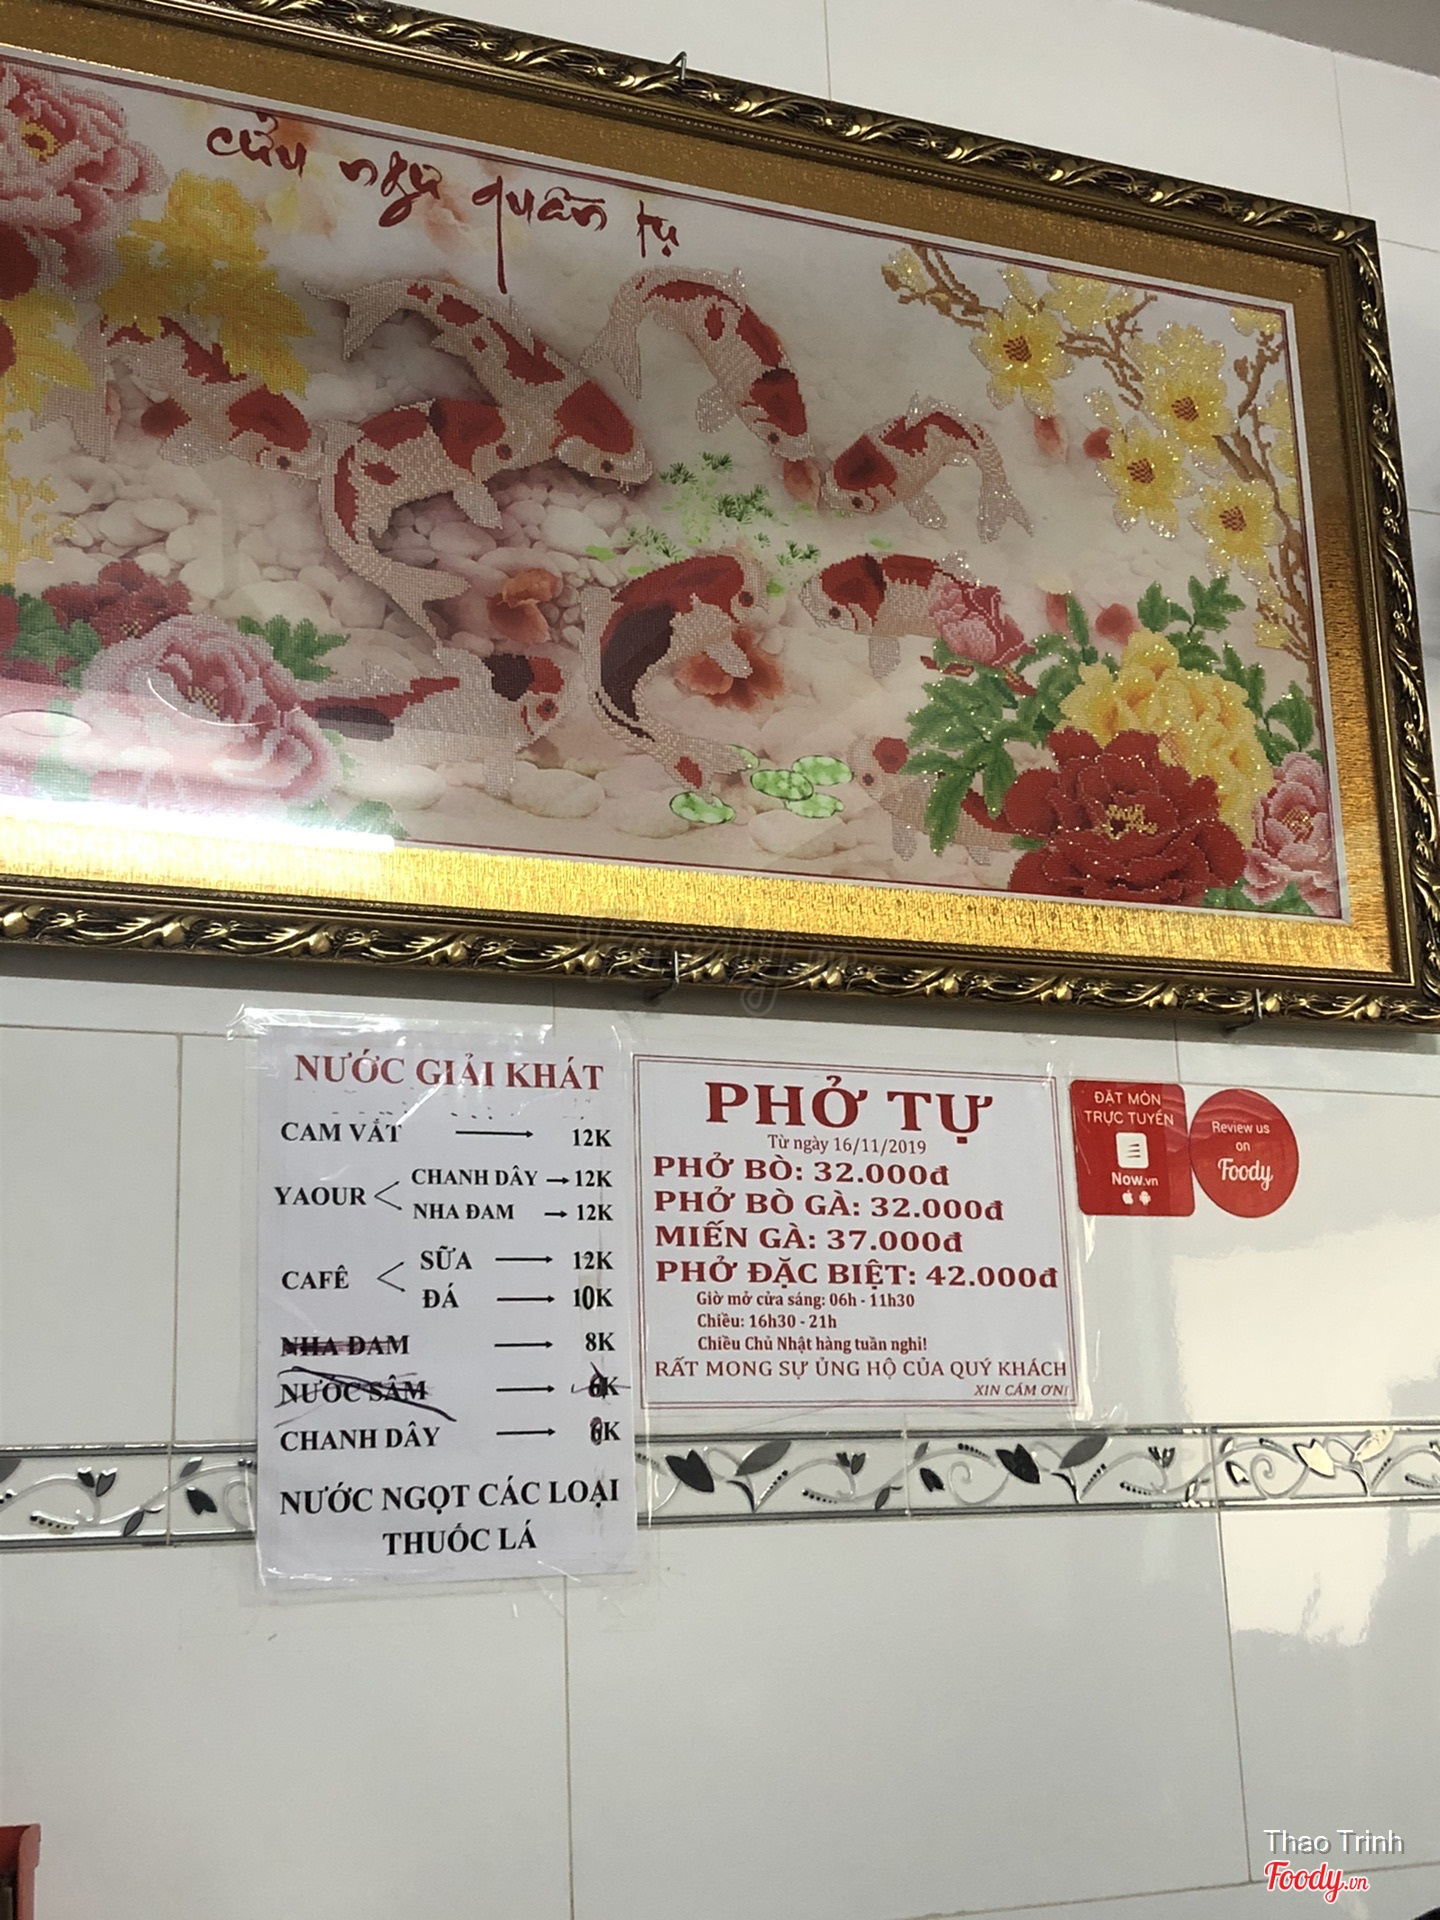 cửu ngư quần tụ
NƯỚC GIẢI KHÁT
CAM VẮT 12K
YAOUR CHANH DÂY 12K
NHA ĐAM 12K
CAFÊ SỮA 12K
ĐÁ 10K
NHA ĐAM 8K
NƯỚC SÂM 6K
CHANH DÂY K
NƯỚC NGỌT CÁC LOẠI
THUỐC LÁ
PHỞ TỰ
Từ ngày 16/11/2019
PHỞ BÒ: 32.000đ
PHỞ BÒ GÀ: 32.000đ
MIẾN GÀ: 37.000đ
PHỞ ĐẶC BIỆT: 42.000đ
Giờ mở cửa sáng: 06h - 11h30
Chiều: 16h30 - 21h
Chiều Chủ Nhật hàng tuần nghỉ!
RẤT MONG SỰ ỦNG HỘ CỦA QUÝ KHÁCH
XIN CẢM ƠN!
ĐẶT MÓN
TRỰC TUYẾN
Now.vn
Review us
on
Foody
Foody.vn
Thao Trinh
Foody.vn